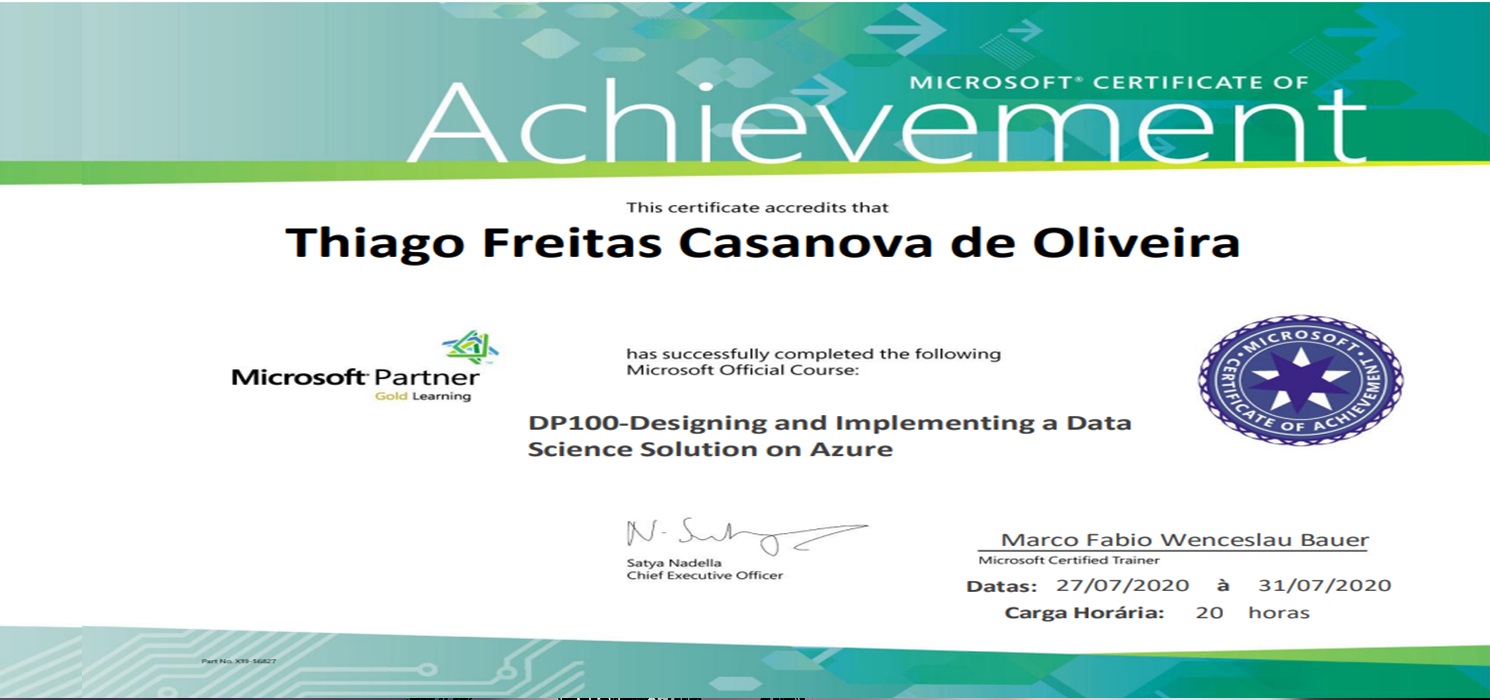 MICROSOFT® CERTIFICATE OF
Achievement
This certificate accredits that
Thiago Freitas Casanova de Oliveira
has successfully completed the following
Microsoft Official Course:
Microsoft Partner
Gold Learning
DP100-Designing and Implementing a Data
Science Solution on Azure
MICROSOFT
CERTIFICATE OF ACHIEVEMENT
Satya Nadella
Chief Executive Officer
Marco Fabio Wenceslau Bauer
Microsoft Certified Trainer
Datas: 27/07/2020 à 31/07/2020
Carga Horária: 20 horas
Part No. X19-56827